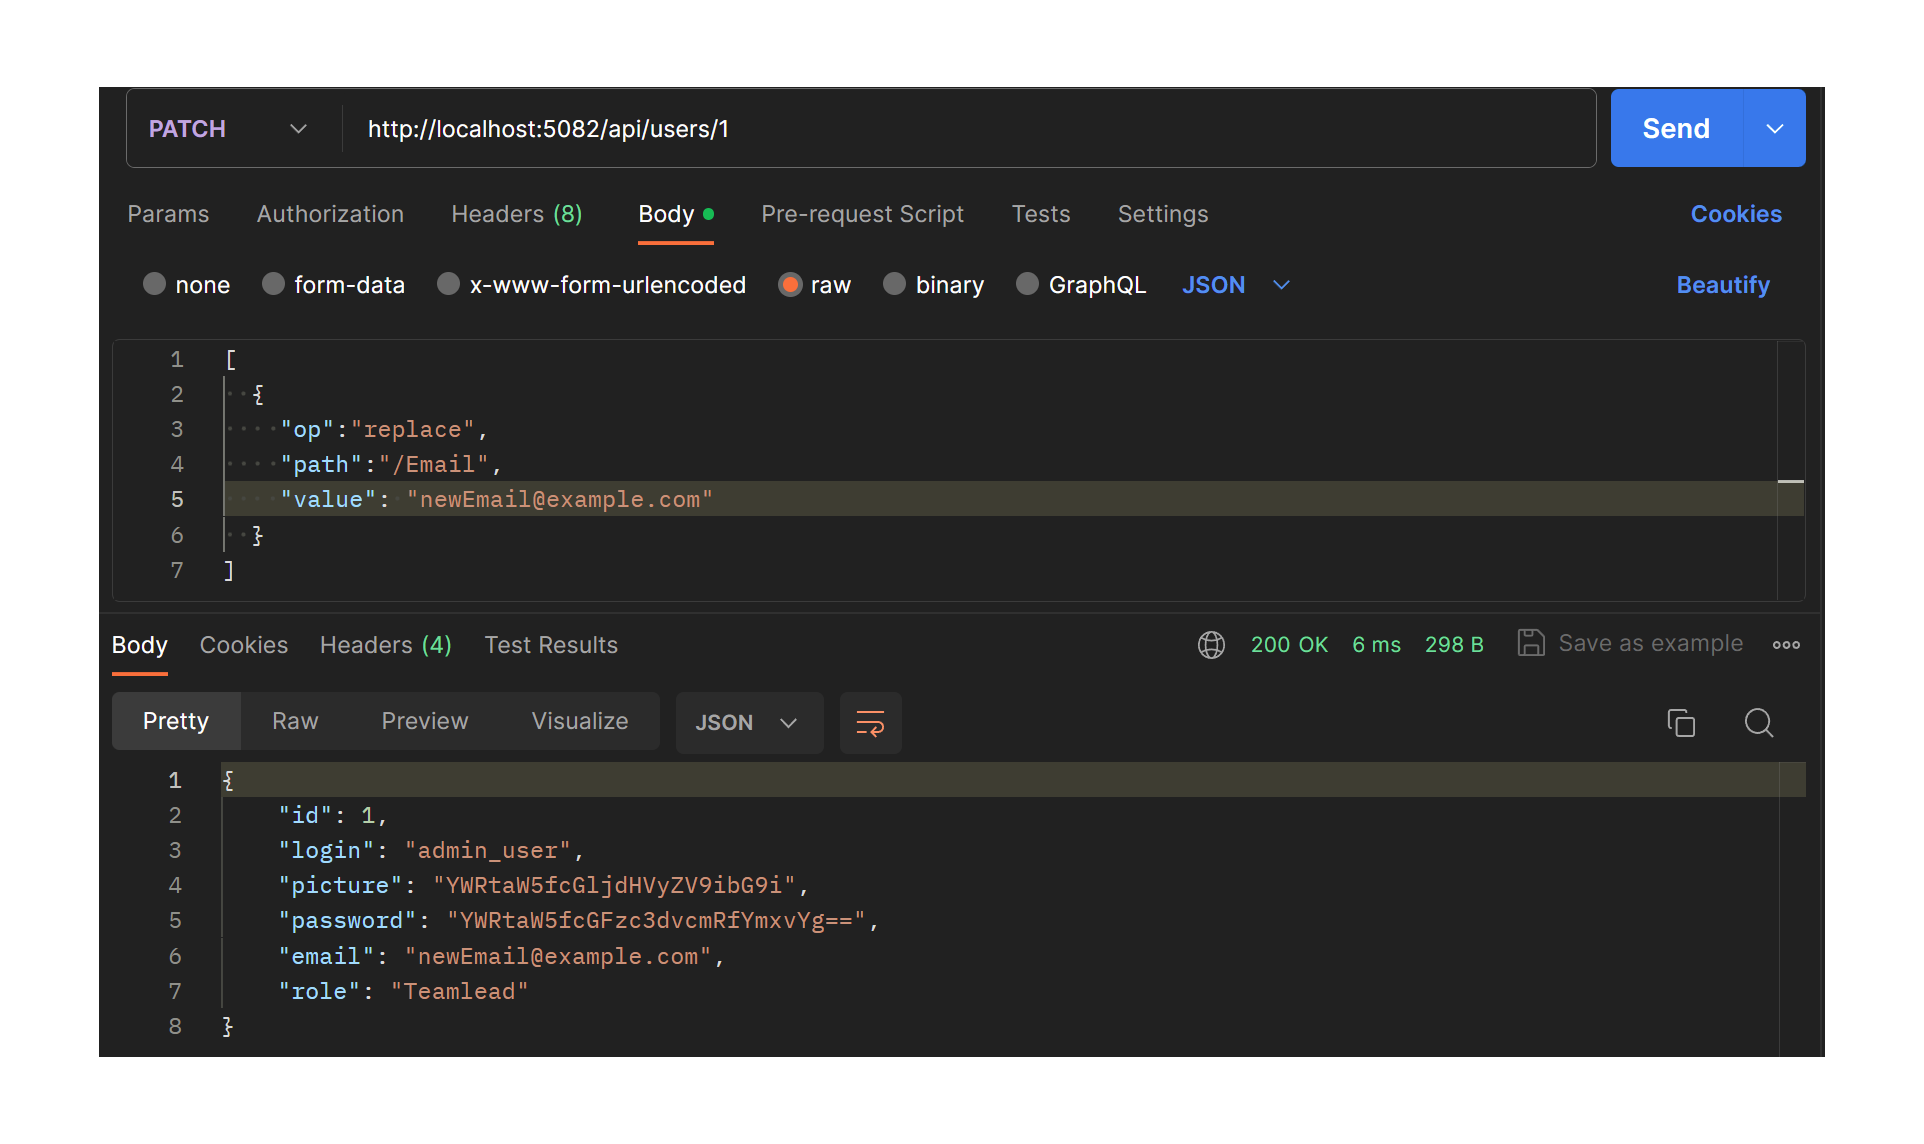 PATCH http://localhost:5082/api/users/1 Send
Params Authorization Headers (8) Body Pre-request Script Tests Settings Cookies
none form-data x-www-form-urlencoded raw binary GraphQL JSON Beautify
1 [
2 {
3 "op":"replace",
4 "path":"/Email",
5 "value": "newEmail@example.com"
6 }
7 ]
Body Cookies Headers (4) Test Results 200 OK 6 ms 298 B Save as example
Pretty Raw Preview Visualize JSON
1 {
2 "id": 1,
3 "login": "admin_user",
4 "picture": "YWRtaW5fcGljdHVyZV9ibG9i",
5 "password": "YWRtaW5fcGFzc3dvcmRfYmxvYg==",
6 "email": "newEmail@example.com",
7 "role": "Teamlead"
8 }